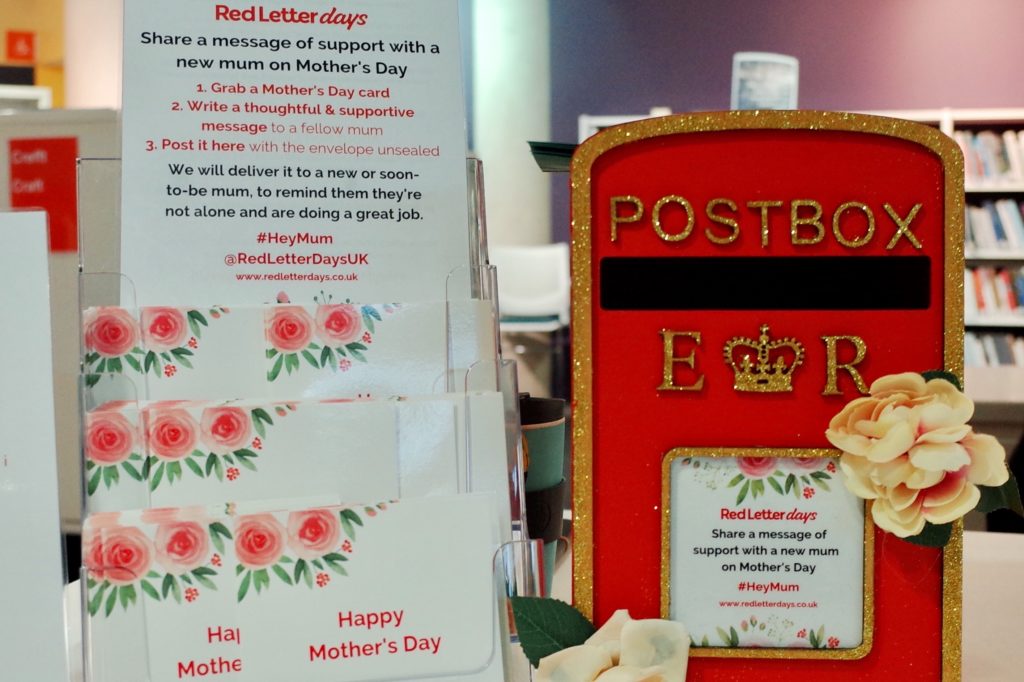 Red Letter days
Share a message of support with a
new mum on Mother's Day
1. Grab a Mother's Day card
2. Write a thoughtful & supportive
message to a fellow mum
3. Post it here with the envelope unsealed
We will deliver it to a new or soon-
to-be mum, to remind them they're
not alone and are doing a great job.
#HeyMum
@RedLetterDaysUK
www.redletterdays.co.uk
Happy
Mother's Day
POSTBOX
E R
Red Letter days
Share a message of
support with a new mum
on Mother's Day
#HeyMum
www.redletterdays.co.uk
Craft